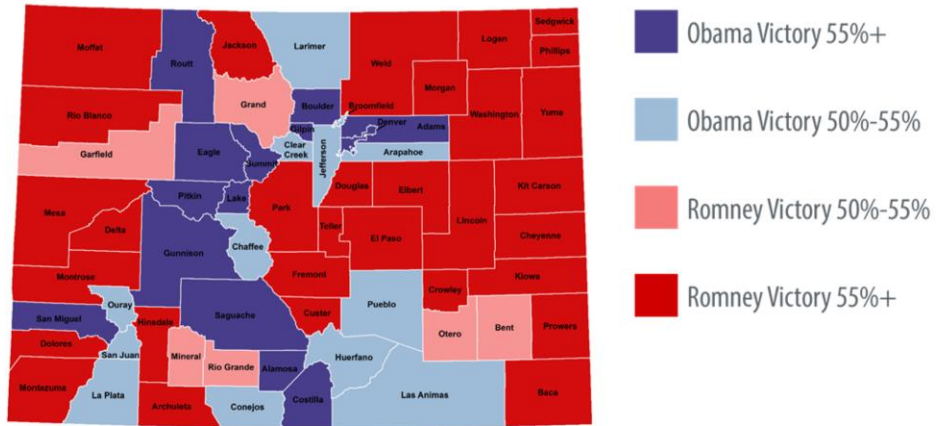 Sedgwick
Moffat
Routt
Jackson
Larimer
Logan
Phillips
Weld
Morgan
Grand
Boulder
Broomfield
Rio Blanco
Washington
Yuma
Gilpin
Denver
Adams
Garfield
Eagle
Clear
Creek
Jefferson
Arapahoe
Summit
Pitkin
Lake
Park
Douglas
Elbert
Kit Carson
Mesa
Delta
Teller
Lincoln
Cheyenne
Chaffee
El Paso
Gunnison
Montrose
Fremont
Kiowa
Crowley
Ouray
Pueblo
San Miguel
Hinsdale
Saguache
Custer
Otero
Bent
Prowers
Dolores
San Juan
Mineral
Rio Grande
Alamosa
Huerfano
Montazuma
La Plata
Archuleta
Conejos
Costilla
Las Animas
Baca
Obama Victory 55%+
Obama Victory 50%-55%
Romney Victory 50%-55%
Romney Victory 55%+